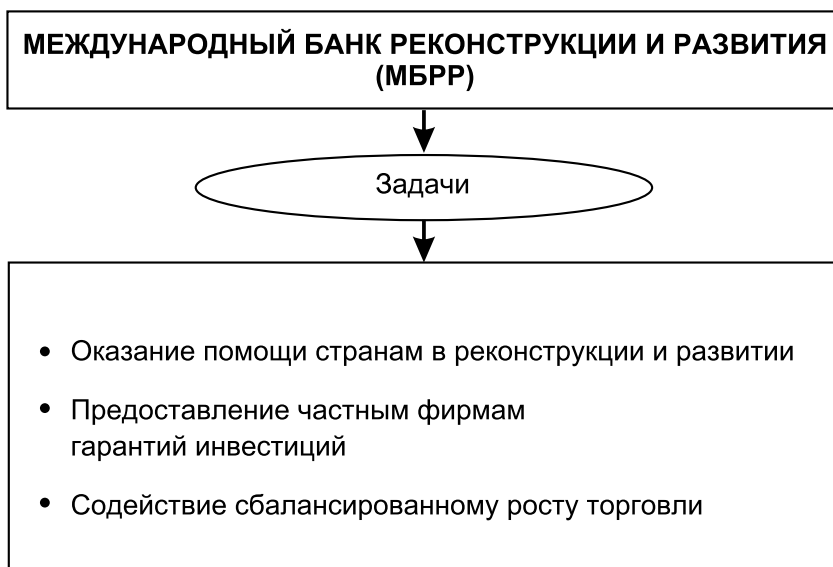 МЕЖДУНАРОДНЫЙ БАНК РЕКОНСТРУКЦИИ И РАЗВИТИЯ
(МБРР)
Задачи
• Оказание помощи странам в реконструкции и развитии
• Предоставление частным фирмам
гарантий инвестиций
• Содействие сбалансированному росту торговли